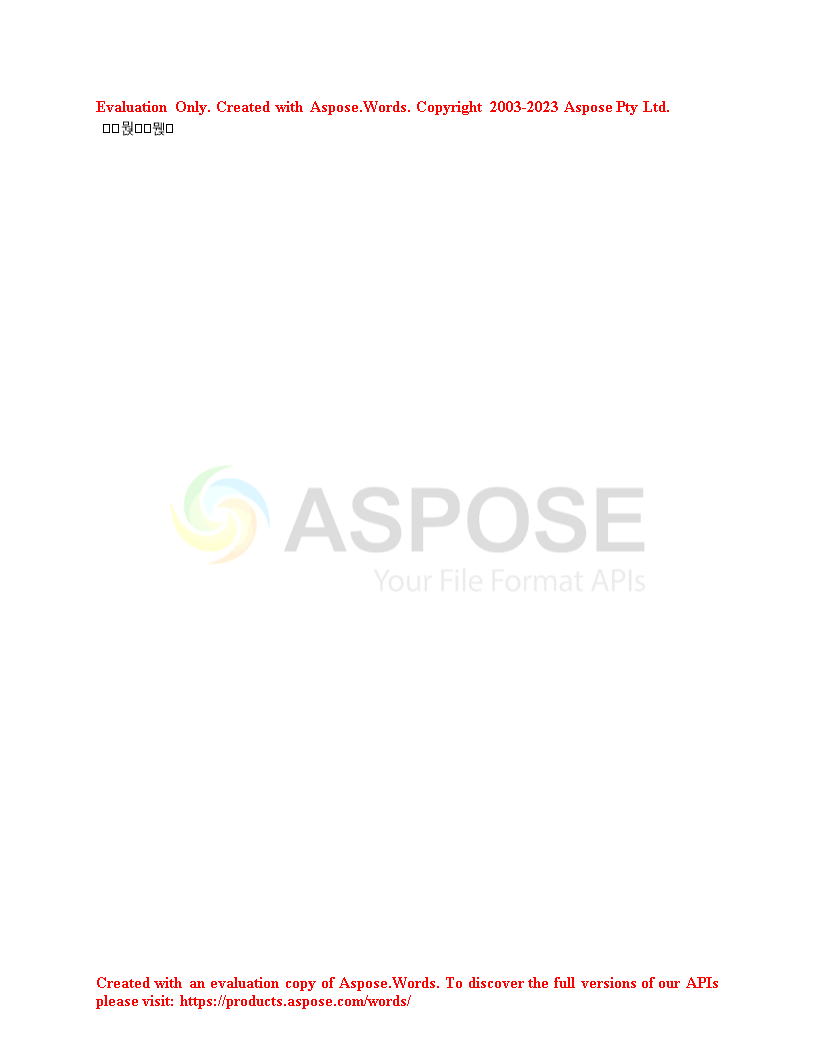 Evaluation Only. Created with Aspose.Words. Copyright 2003-2023 Aspose Pty Ltd.
ASPOSE
Your File Format APIs
Created with an evaluation copy of Aspose.Words. To discover the full versions of our APIs
please visit: https://products.aspose.com/words/